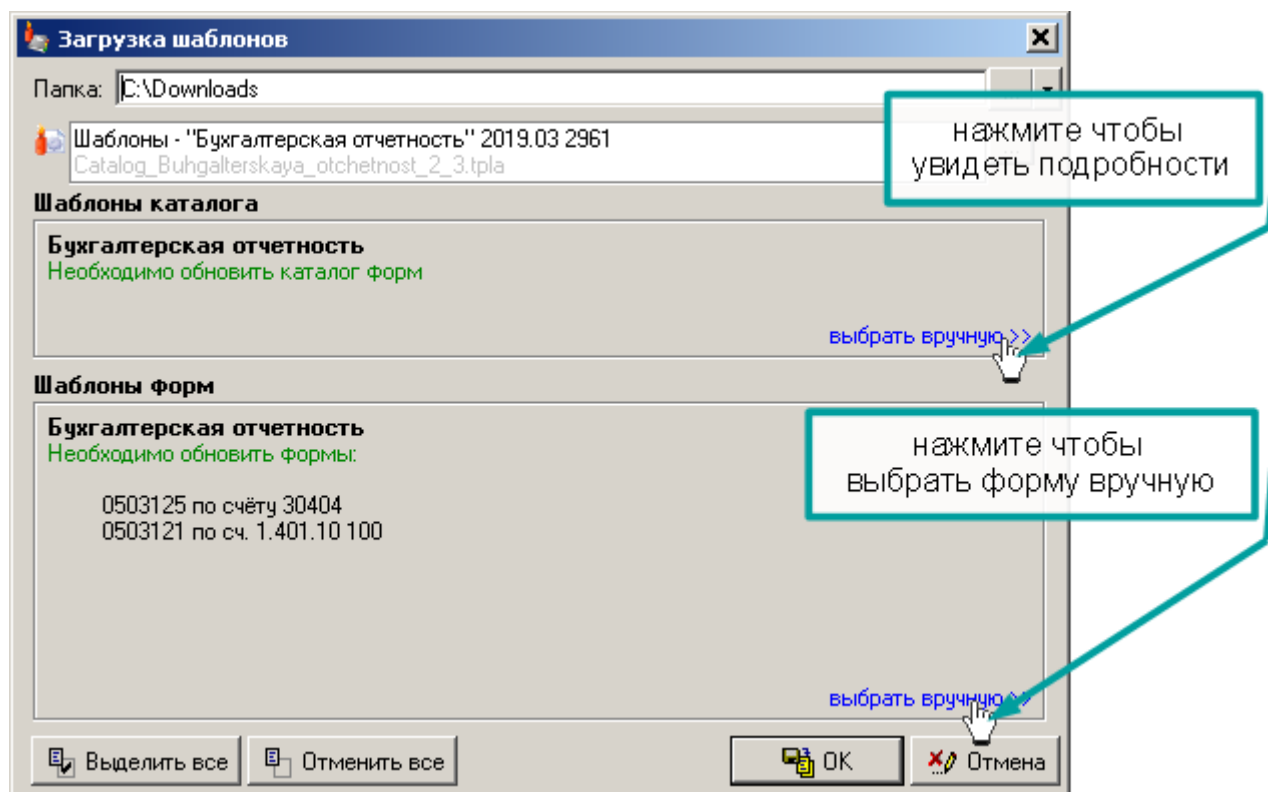 Загрузка шаблонов
Папка: C:\Downloads
Шаблоны - "Бухгалтерская отчетность" 2019.03 2961
Catalog_Buhgalterskaya_otchetnost_2_3.tpla
нажмите чтобы
увидеть подробности
Шаблоны каталога
Бухгалтерская отчетность
Необходимо обновить каталог форм
выбрать вручную >>
Шаблоны форм
Бухгалтерская отчетность
Необходимо обновить формы:
нажмите чтобы
выбрать форму вручную
0503125 по счёту 30404
0503121 по сч. 1.401.10 100
выбрать вручную >>
Выделить все Отменить все OK Отмена